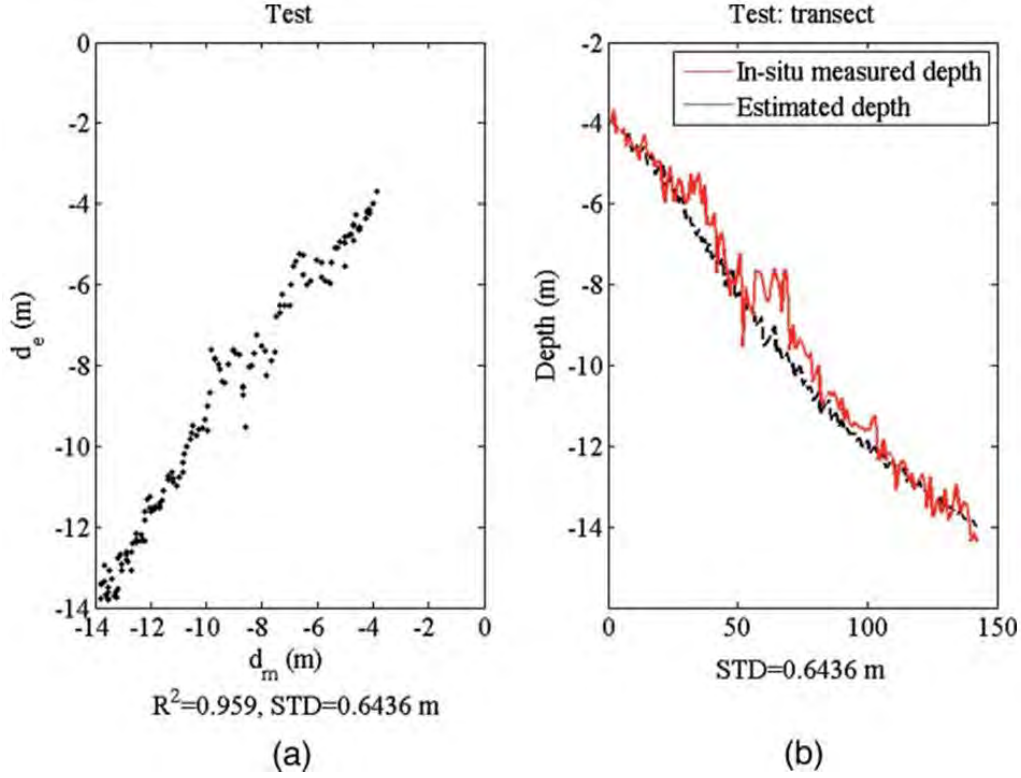 Test
0
-2
-4
-6
-8
-10
-12
-14
d_e (m)
-14 -12 -10 -8 -6 -4 -2 0
d_m (m)
R²=0.959, STD=0.6436 m
(a)
Test: transect
In-situ measured depth
Estimated depth
-2
-4
-6
-8
-10
-12
-14
Depth (m)
0 50 100 150
STD=0.6436 m
(b)